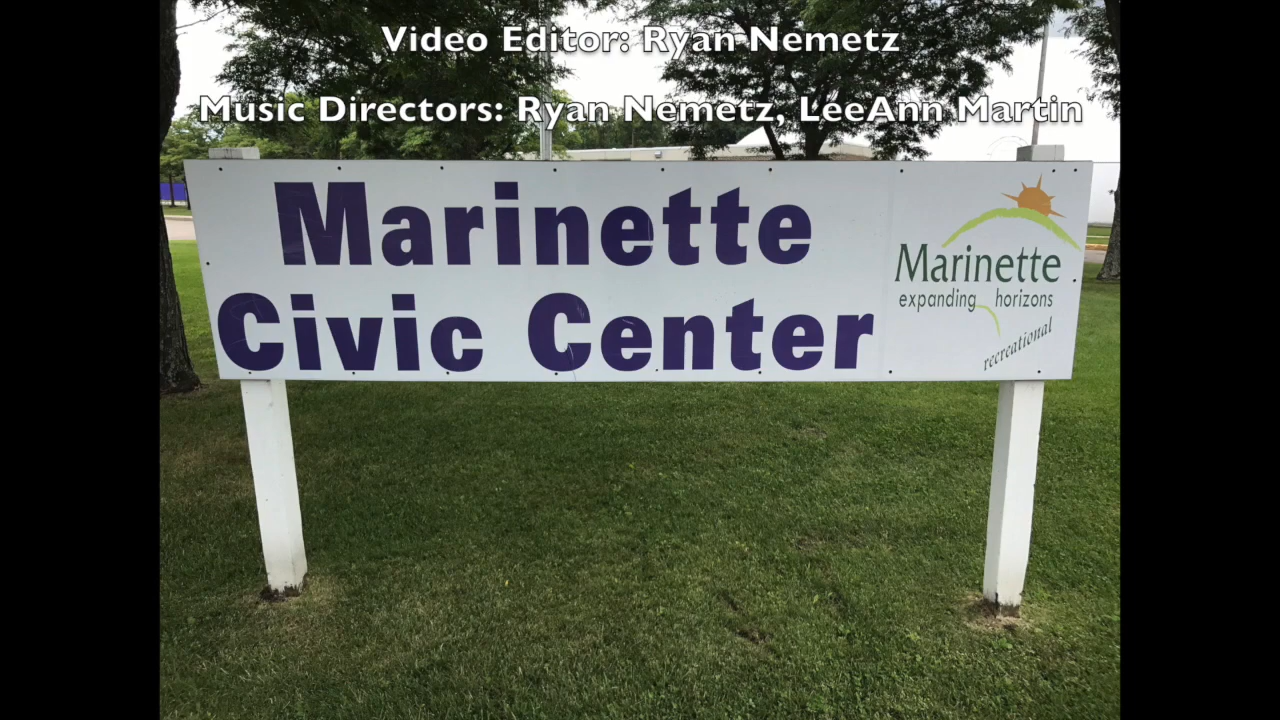 Video Editor: Ryan Nemetz
Music Directors: Ryan Nemetz, LeeAnn Martin
Marinette
Civic Center
Marinette
expanding horizons
recreational